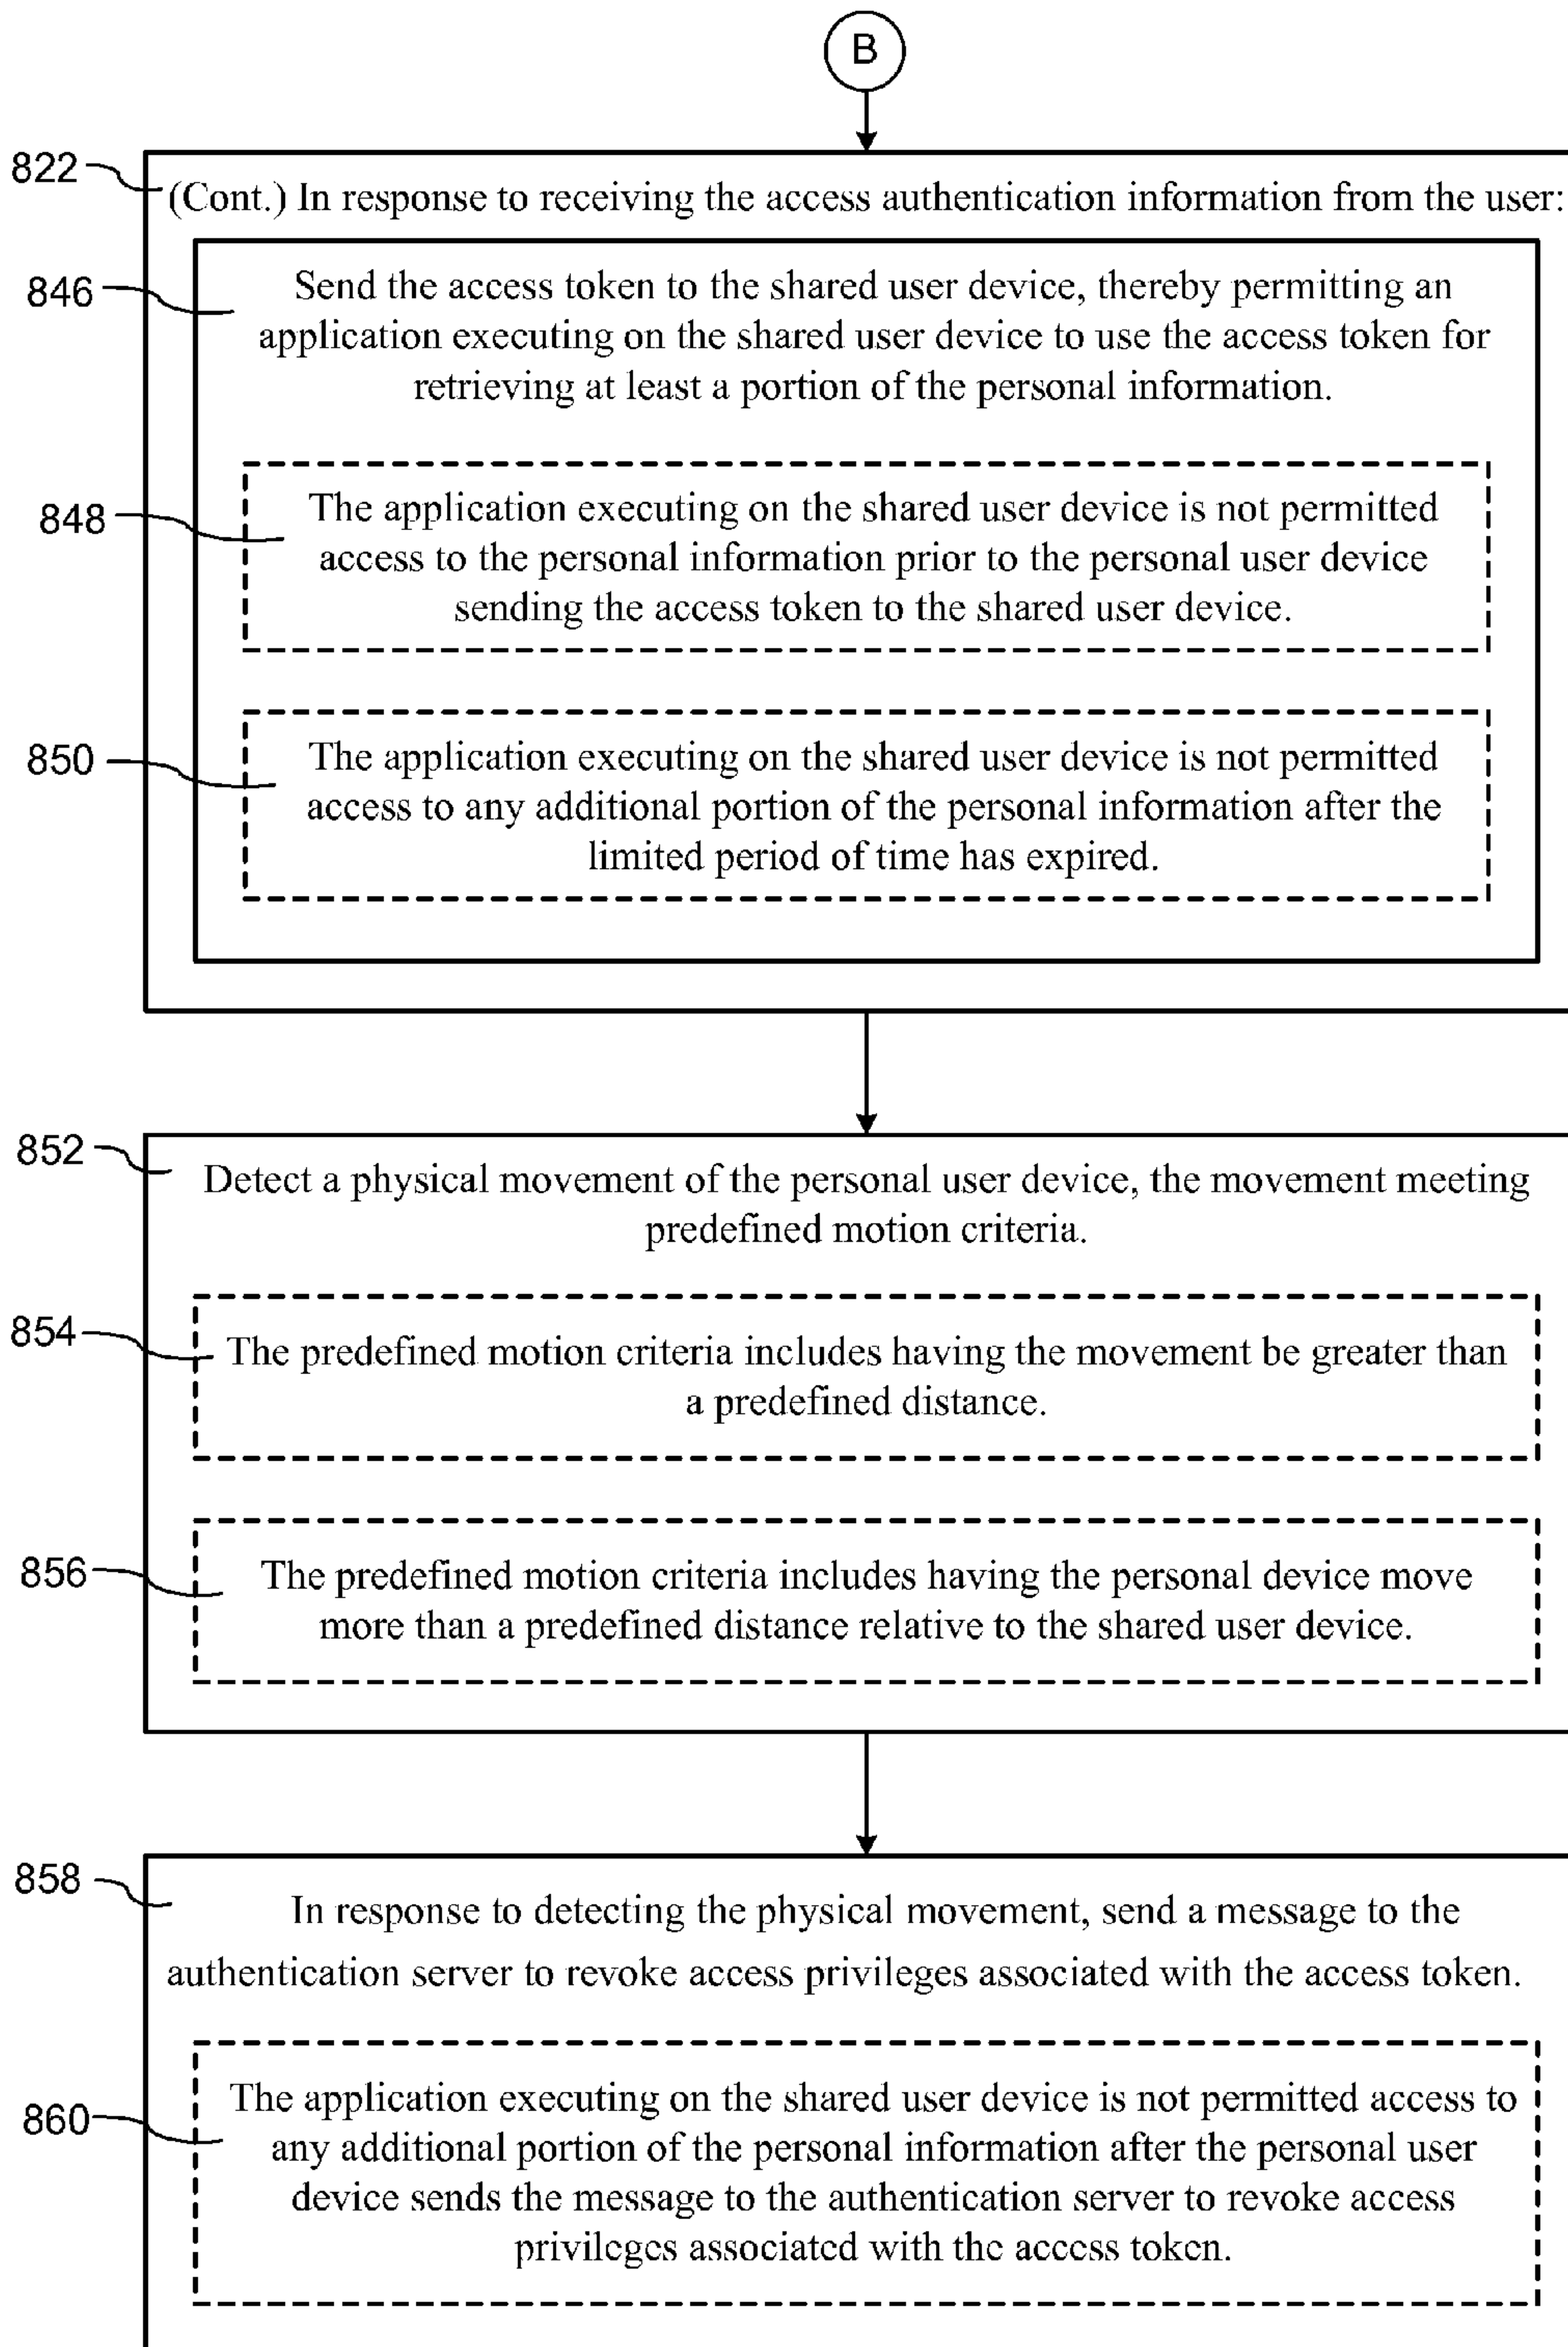 B
822
(Cont.) In response to receiving the access authentication information from the user:
846
Send the access token to the shared user device, thereby permitting an
application executing on the shared user device to use the access token for
retrieving at least a portion of the personal information.
848
The application executing on the shared user device is not permitted
access to the personal information prior to the personal user device
sending the access token to the shared user device.
850
The application executing on the shared user device is not permitted
access to any additional portion of the personal information after the
limited period of time has expired.
852
Detect a physical movement of the personal user device, the movement meeting
predefined motion criteria.
854
The predefined motion criteria includes having the movement be greater than
a predefined distance.
856
The predefined motion criteria includes having the personal device move
more than a predefined distance relative to the shared user device.
858
In response to detecting the physical movement, send a message to the
authentication server to revoke access privileges associated with the access token.
860
The application executing on the shared user device is not permitted access to
any additional portion of the personal information after the personal user
device sends the message to the authentication server to revoke access
privileges associated with the access token.